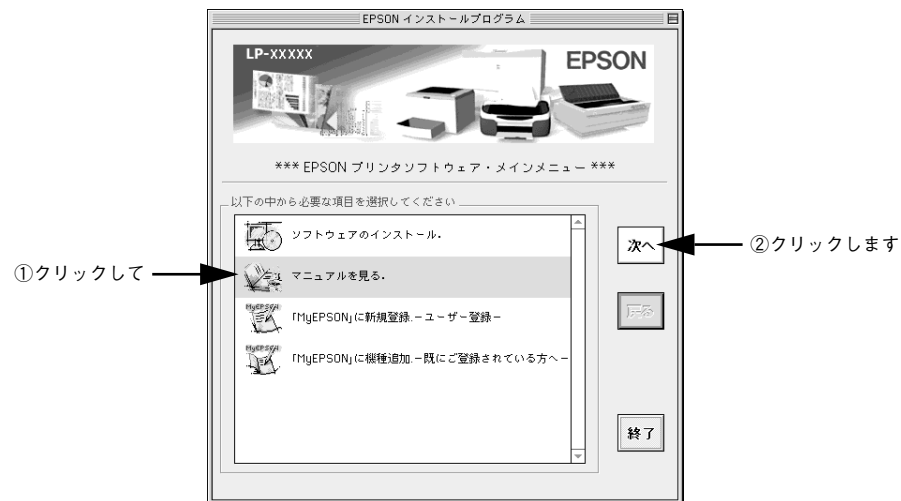 EPSON インストールプログラム
LP-XXXXX
EPSON
*** EPSON プリンタソフトウェア・メインメニュー ***
以下の中から必要な項目を選択してください
ソフトウェアのインストール.
マニュアルを見る.
MyEPSON
「MyEPSON」に新規登録.－ユーザー登録－
MyEPSON
「MyEPSON」に機種追加.－既にご登録されている方へ－
次へ
戻る
終了
①クリックして
②クリックします